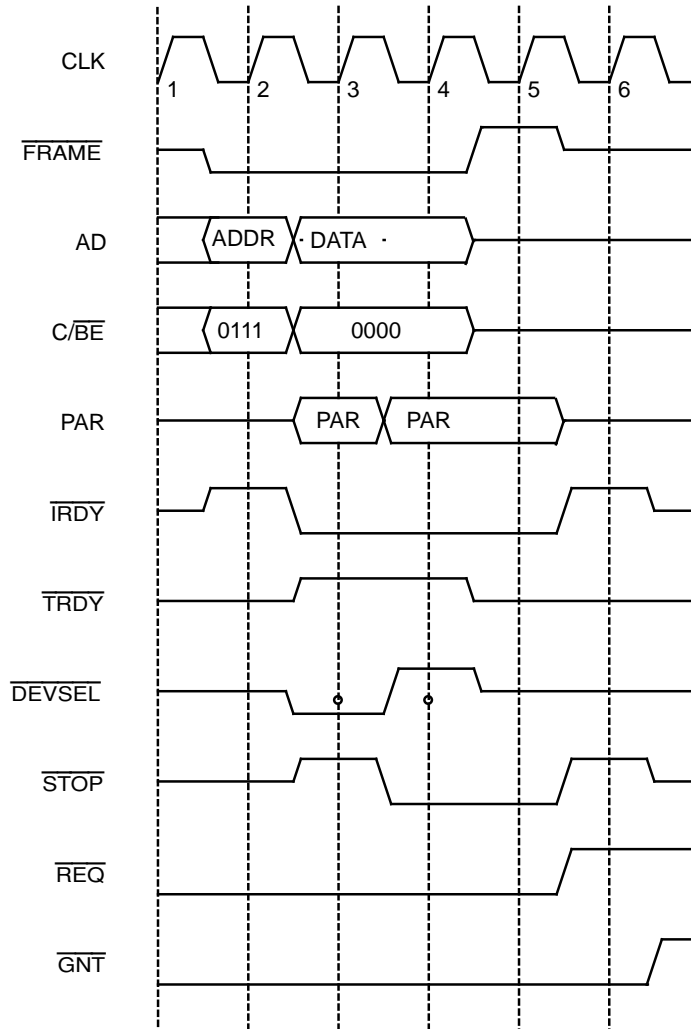 CLK
1 2 3 4 5 6
FRAME
AD
ADDR DATA
C/BE
0111 0000
PAR
PAR PAR
IRDY
TRDY
DEVSEL
STOP
REQ
GNT